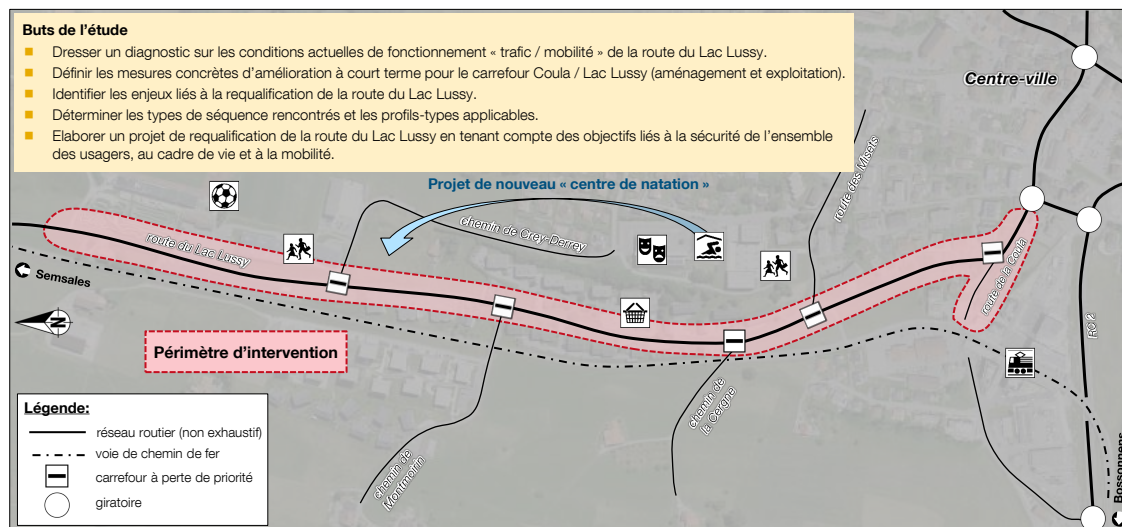 Buts de l'étude
■ Dresser un diagnostic sur les conditions actuelles de fonctionnement « trafic / mobilité » de la route du Lac Lussy.
■ Définir les mesures concrètes d'amélioration à court terme pour le carrefour Coula / Lac Lussy (aménagement et exploitation).
■ Identifier les enjeux liés à la requalification de la route du Lac Lussy.
■ Déterminer les types de séquence rencontrés et les profils-types applicables.
■ Elaborer un projet de requalification de la route du Lac Lussy en tenant compte des objectifs liés à la sécurité de l'ensemble
des usagers, au cadre de vie et à la mobilité.
Centre-ville
Projet de nouveau « centre de natation »
route des Misets
chemin de Crey-Derrey
route du Lac Lussy
Semsales
N
route de la Coula
RC12
Périmètre d'intervention
chemin de
la Cergne
chemin de
Montmoirin
Bossonnens
Légende:
réseau routier (non exhaustif)
voie de chemin de fer
carrefour à perte de priorité
giratoire